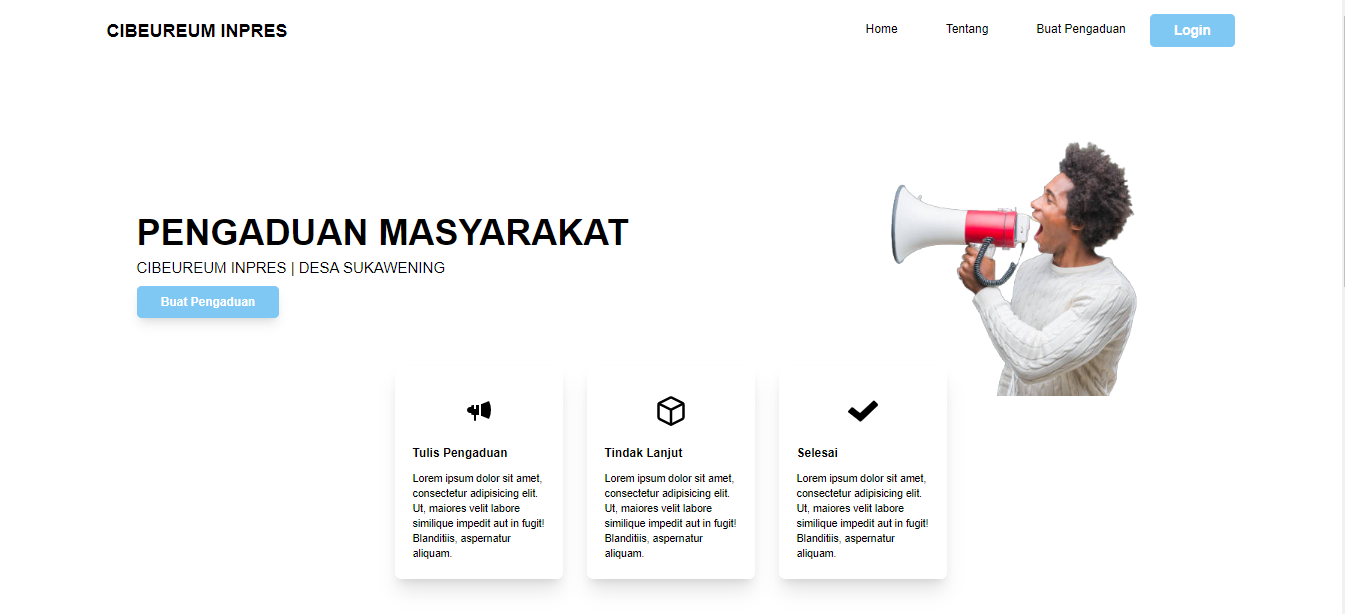 CIBEUREUM INPRES
Home
Tentang
Buat Pengaduan
Login
PENGADUAN MASYARAKAT
CIBEUREUM INPRES | DESA SUKAWENING
Buat Pengaduan
Tulis Pengaduan
Lorem ipsum dolor sit amet,
consectetur adipisicing elit.
Ut, maiores velit labore
similique impedit aut in fugit!
Blanditiis, aspernatur
aliquam.
Tindak Lanjut
Lorem ipsum dolor sit amet,
consectetur adipisicing elit.
Ut, maiores velit labore
similique impedit aut in fugit!
Blanditiis, aspernatur
aliquam.
Selesai
Lorem ipsum dolor sit amet,
consectetur adipisicing elit.
Ut, maiores velit labore
similique impedit aut in fugit!
Blanditiis, aspernatur
aliquam.